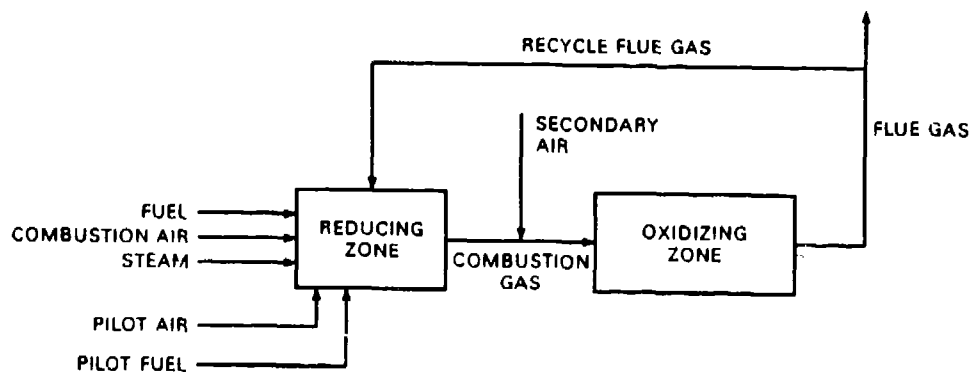 RECYCLE FLUE GAS
SECONDARY
AIR
FLUE GAS
FUEL
COMBUSTION AIR
STEAM
REDUCING
ZONE
COMBUSTION
GAS
OXIDIZING
ZONE
PILOT AIR
PILOT FUEL